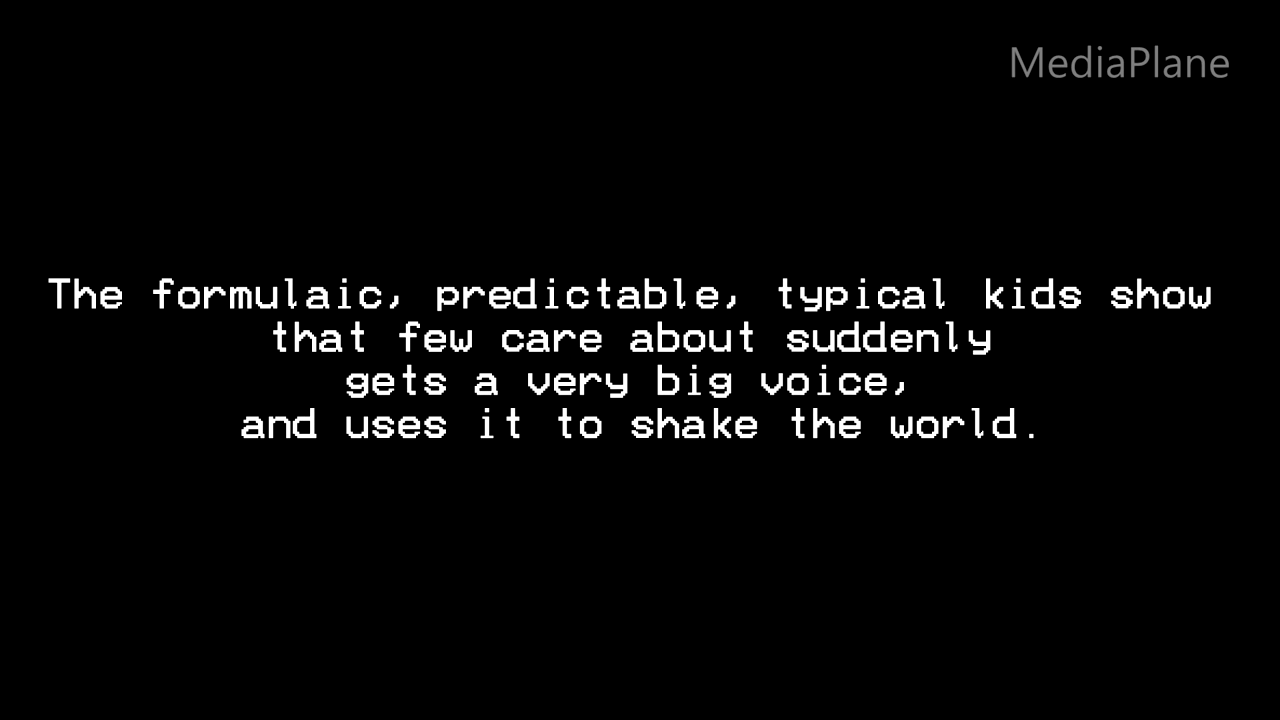 MediaPlane
The formulaic, predictable, typical kids show
that few care about suddenly
gets a very big voice,
and uses it to shake the world.